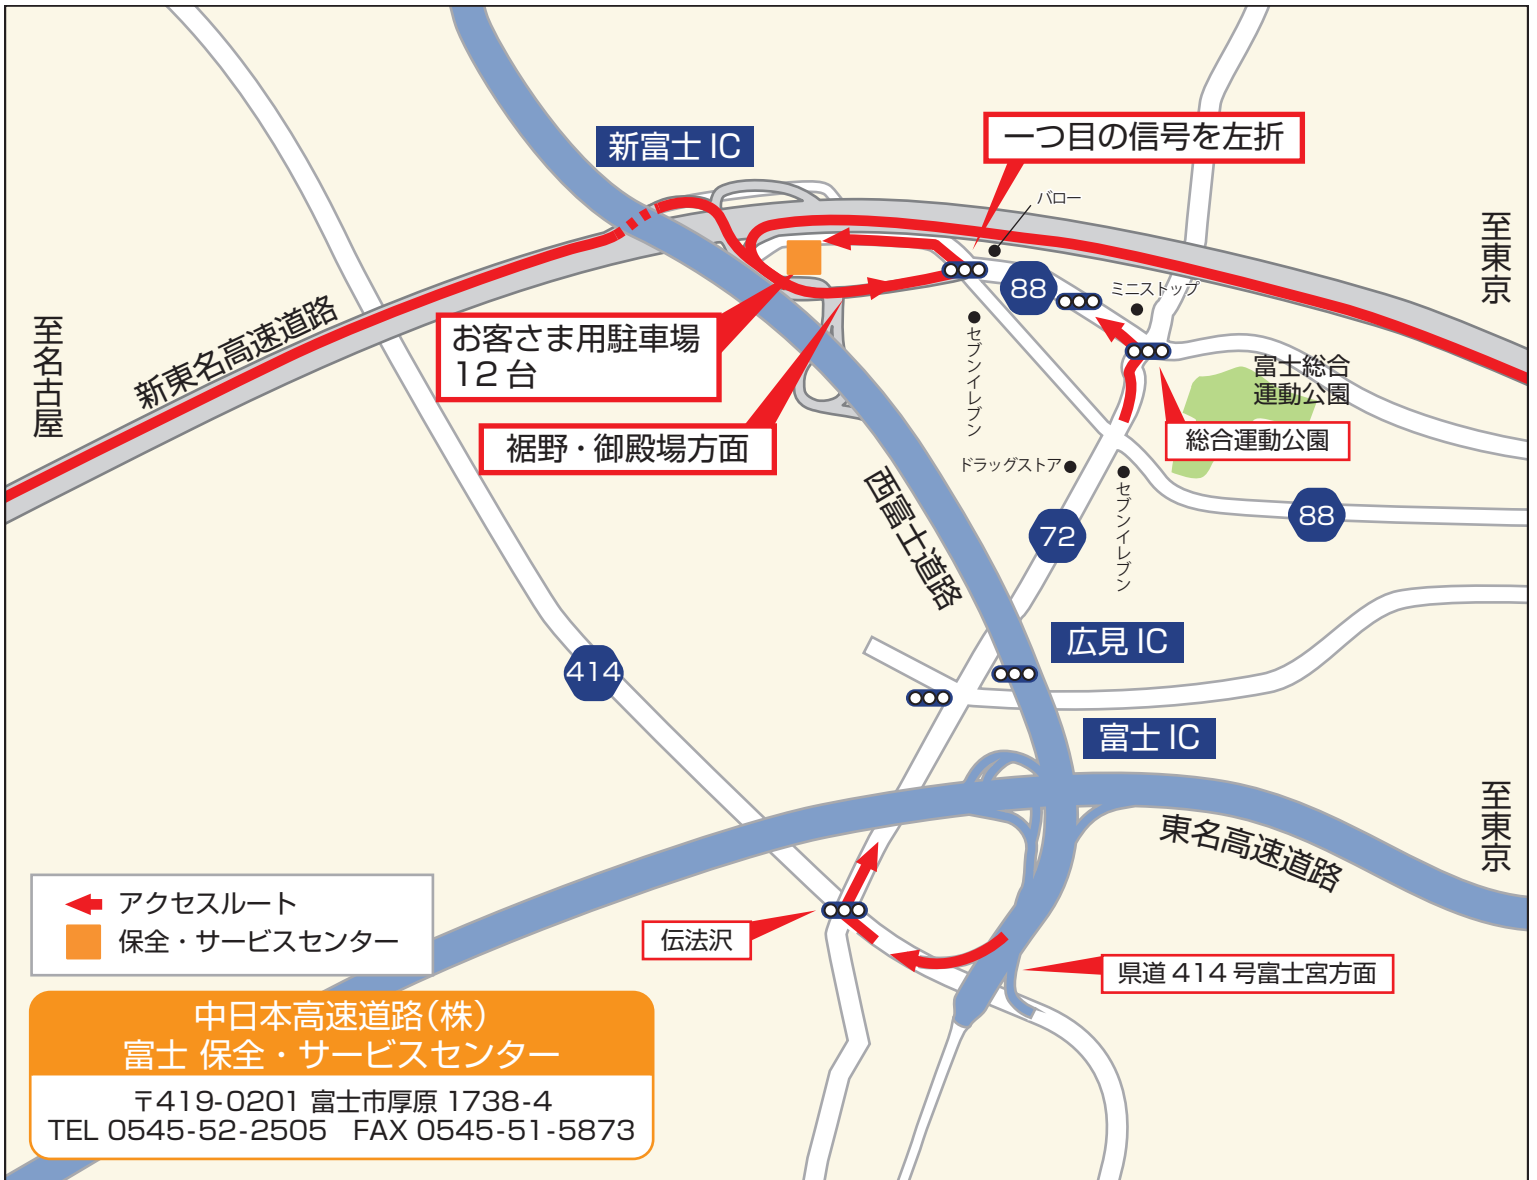 新富士 IC
一つ目の信号を左折
バロー
至東京
88
ミニストップ
至名古屋
新東名高速道路
お客さま用駐車場
12 台
セブンイレブン
富士総合
運動公園
裾野・御殿場方面
総合運動公園
ドラッグストア
西富士道路
72
セブンイレブン
88
広見 IC
414
富士 IC
至東京
東名高速道路
アクセスルート
保全・サービスセンター
伝法沢
県道 414 号富士宮方面
中日本高速道路(株)
富士 保全・サービスセンター
〒419-0201 富士市厚原 1738-4
TEL 0545-52-2505　FAX 0545-51-5873